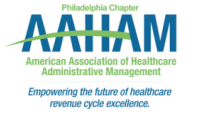 Philadelphia Chapter
AAHAM
American Association of Healthcare
Administrative Management
Empowering the future of healthcare
revenue cycle excellence.